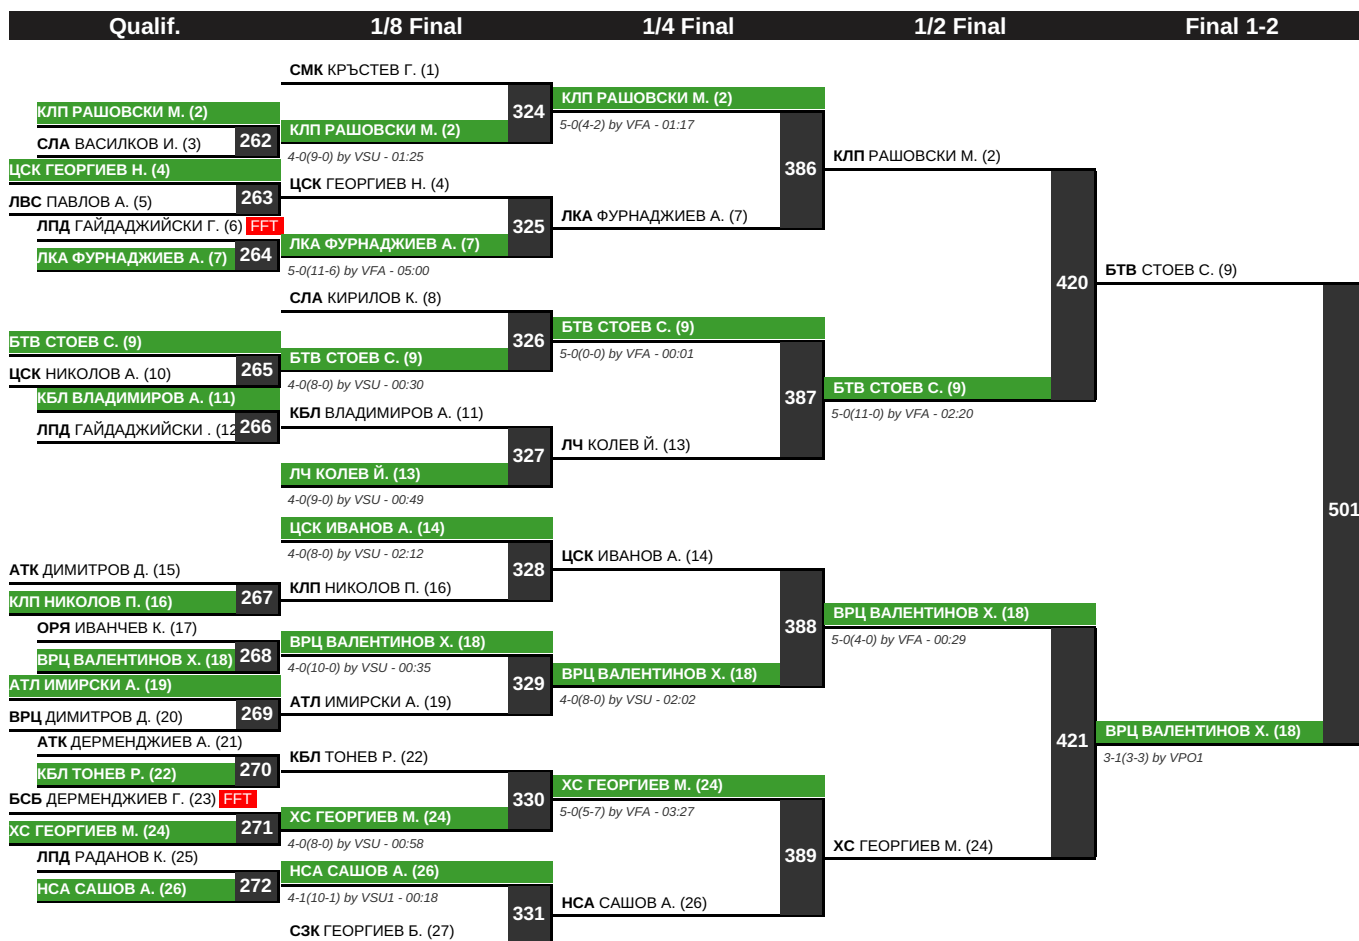 Qualif.
1/8 Final
1/4 Final
1/2 Final
Final 1-2
КЛП РАШОВСКИ М. (2)
СЛА ВАСИЛКОВ И. (3)
262
ЦСК ГЕОРГИЕВ Н. (4)
ЛВС ПАВЛОВ А. (5)
263
ЛПД ГАЙДАДЖИЙСКИ Г. (6) FFT
ЛКА ФУРНАДЖИЕВ А. (7)
264
БТВ СТОЕВ С. (9)
ЦСК НИКОЛОВ А. (10)
265
КБЛ ВЛАДИМИРОВ А. (11)
ЛПД ГАЙДАДЖИЙСКИ . (12
266
АТК ДИМИТРОВ Д. (15)
КЛП НИКОЛОВ П. (16)
267
ОРЯ ИВАНЧЕВ К. (17)
ВРЦ ВАЛЕНТИНОВ Х. (18)
268
АТЛ ИМИРСКИ А. (19)
ВРЦ ДИМИТРОВ Д. (20)
269
АТК ДЕРМЕНДЖИЕВ А. (21)
КБЛ ТОНЕВ Р. (22)
270
БСБ ДЕРМЕНДЖИЕВ Г. (23) FFT
ХС ГЕОРГИЕВ М. (24)
271
ЛПД РАДАНОВ К. (25)
НСА САШОВ А. (26)
272
СМК КРЪСТЕВ Г. (1)
324
КЛП РАШОВСКИ М. (2)
4-0(9-0) by VSU - 01:25
ЦСК ГЕОРГИЕВ Н. (4)
325
ЛКА ФУРНАДЖИЕВ А. (7)
5-0(11-6) by VFA - 05:00
СЛА КИРИЛОВ К. (8)
326
БТВ СТОЕВ С. (9)
4-0(8-0) by VSU - 00:30
КБЛ ВЛАДИМИРОВ А. (11)
327
ЛЧ КОЛЕВ Й. (13)
4-0(9-0) by VSU - 00:49
ЦСК ИВАНОВ А. (14)
4-0(8-0) by VSU - 02:12
328
КЛП НИКОЛОВ П. (16)
ВРЦ ВАЛЕНТИНОВ Х. (18)
4-0(10-0) by VSU - 00:35
329
АТЛ ИМИРСКИ А. (19)
КБЛ ТОНЕВ Р. (22)
330
ХС ГЕОРГИЕВ М. (24)
4-0(8-0) by VSU - 00:58
НСА САШОВ А. (26)
4-1(10-1) by VSU1 - 00:18
331
СЗК ГЕОРГИЕВ Б. (27)
КЛП РАШОВСКИ М. (2)
5-0(4-2) by VFA - 01:17
386
ЛКА ФУРНАДЖИЕВ А. (7)
БТВ СТОЕВ С. (9)
5-0(0-0) by VFA - 00:01
387
ЛЧ КОЛЕВ Й. (13)
ЦСК ИВАНОВ А. (14)
388
ВРЦ ВАЛЕНТИНОВ Х. (18)
4-0(8-0) by VSU - 02:02
ХС ГЕОРГИЕВ М. (24)
5-0(5-7) by VFA - 03:27
389
НСА САШОВ А. (26)
КЛП РАШОВСКИ М. (2)
420
БТВ СТОЕВ С. (9)
5-0(11-0) by VFA - 02:20
ВРЦ ВАЛЕНТИНОВ Х. (18)
5-0(4-0) by VFA - 00:29
421
ХС ГЕОРГИЕВ М. (24)
БТВ СТОЕВ С. (9)
501
ВРЦ ВАЛЕНТИНОВ Х. (18)
3-1(3-3) by VPO1